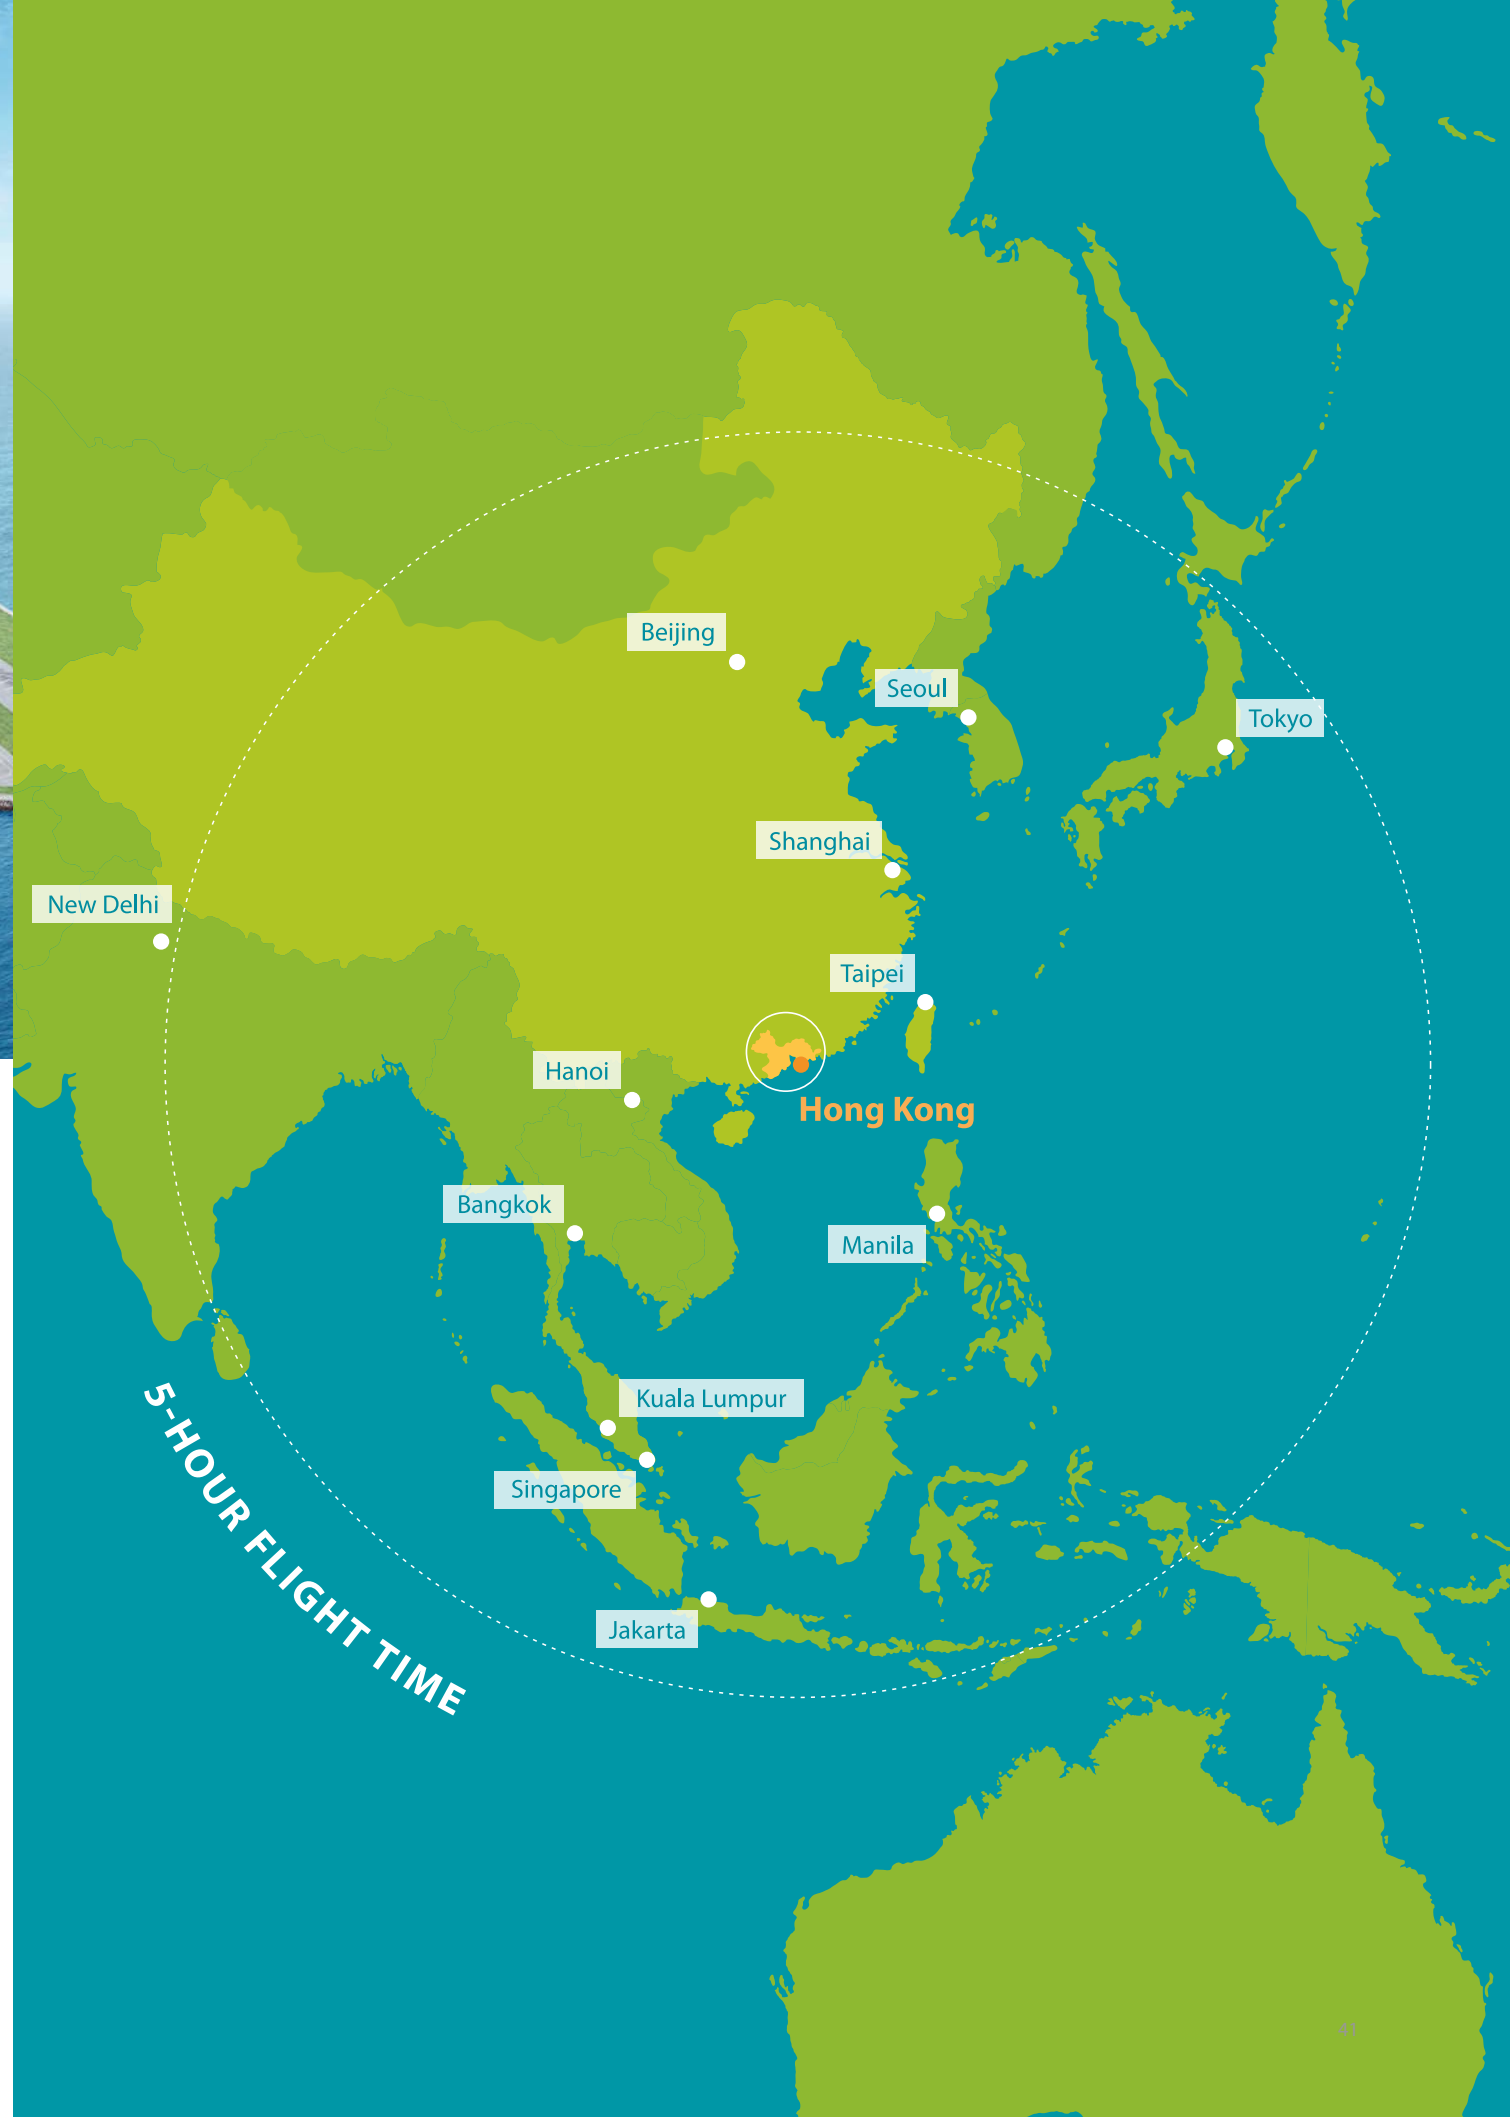 Beijing
Seoul
Tokyo
Shanghai
New Delhi
Taipei
Hanoi
Hong Kong
Bangkok
Manila
Kuala Lumpur
Singapore
Jakarta
5-HOUR FLIGHT TIME
41